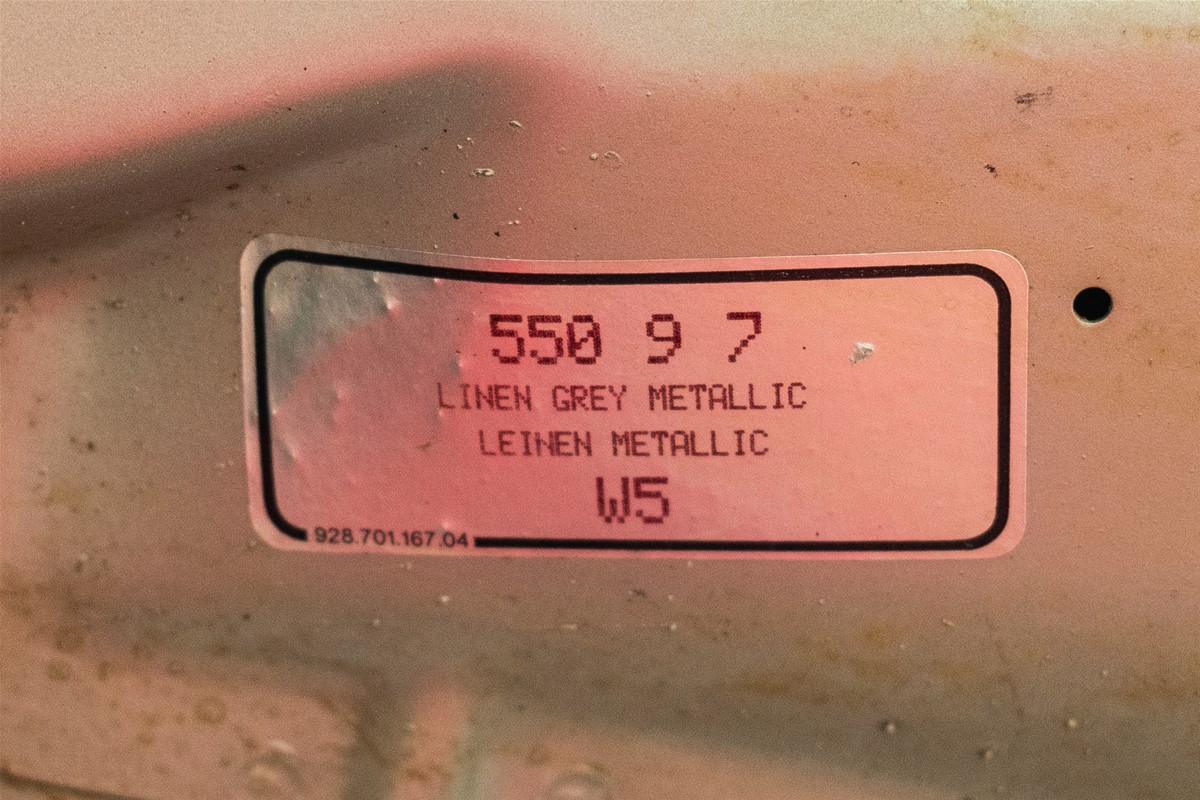 550 9 7
LINEN GREY METALLIC
LEINEN METALLIC
W5
928.701.167.04